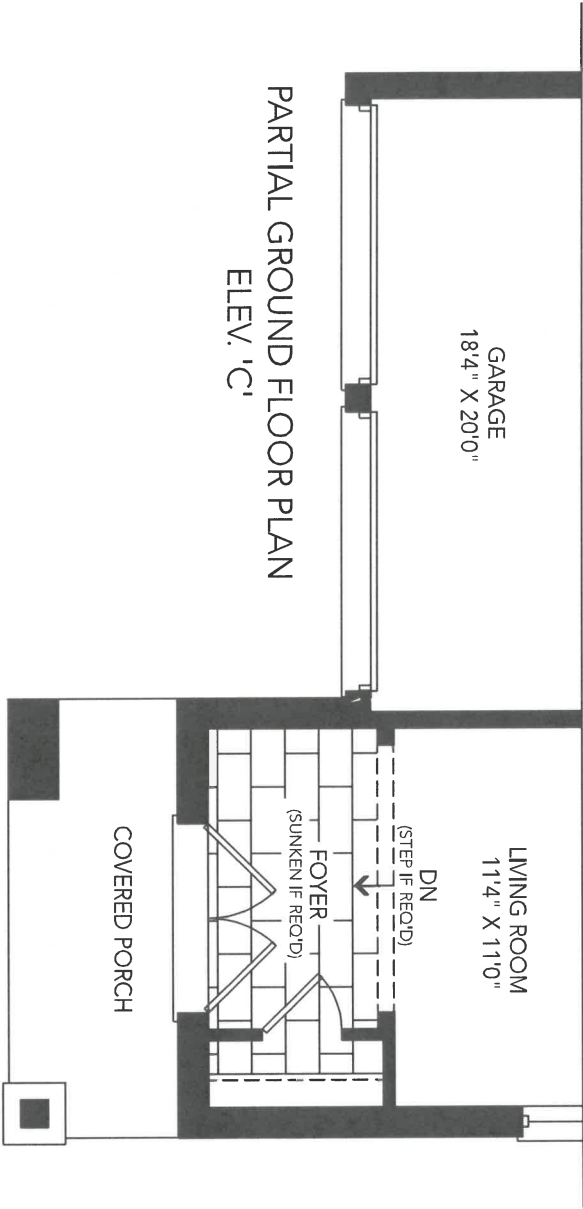 GARAGE
18'4" X 20'0"
LIVING ROOM
11'4" X 11'0"
DN
(STEP IF REQ'D)
FOYER
(SUNKEN IF REQ'D)
COVERED PORCH
PARTIAL GROUND FLOOR PLAN
ELEV. 'C'